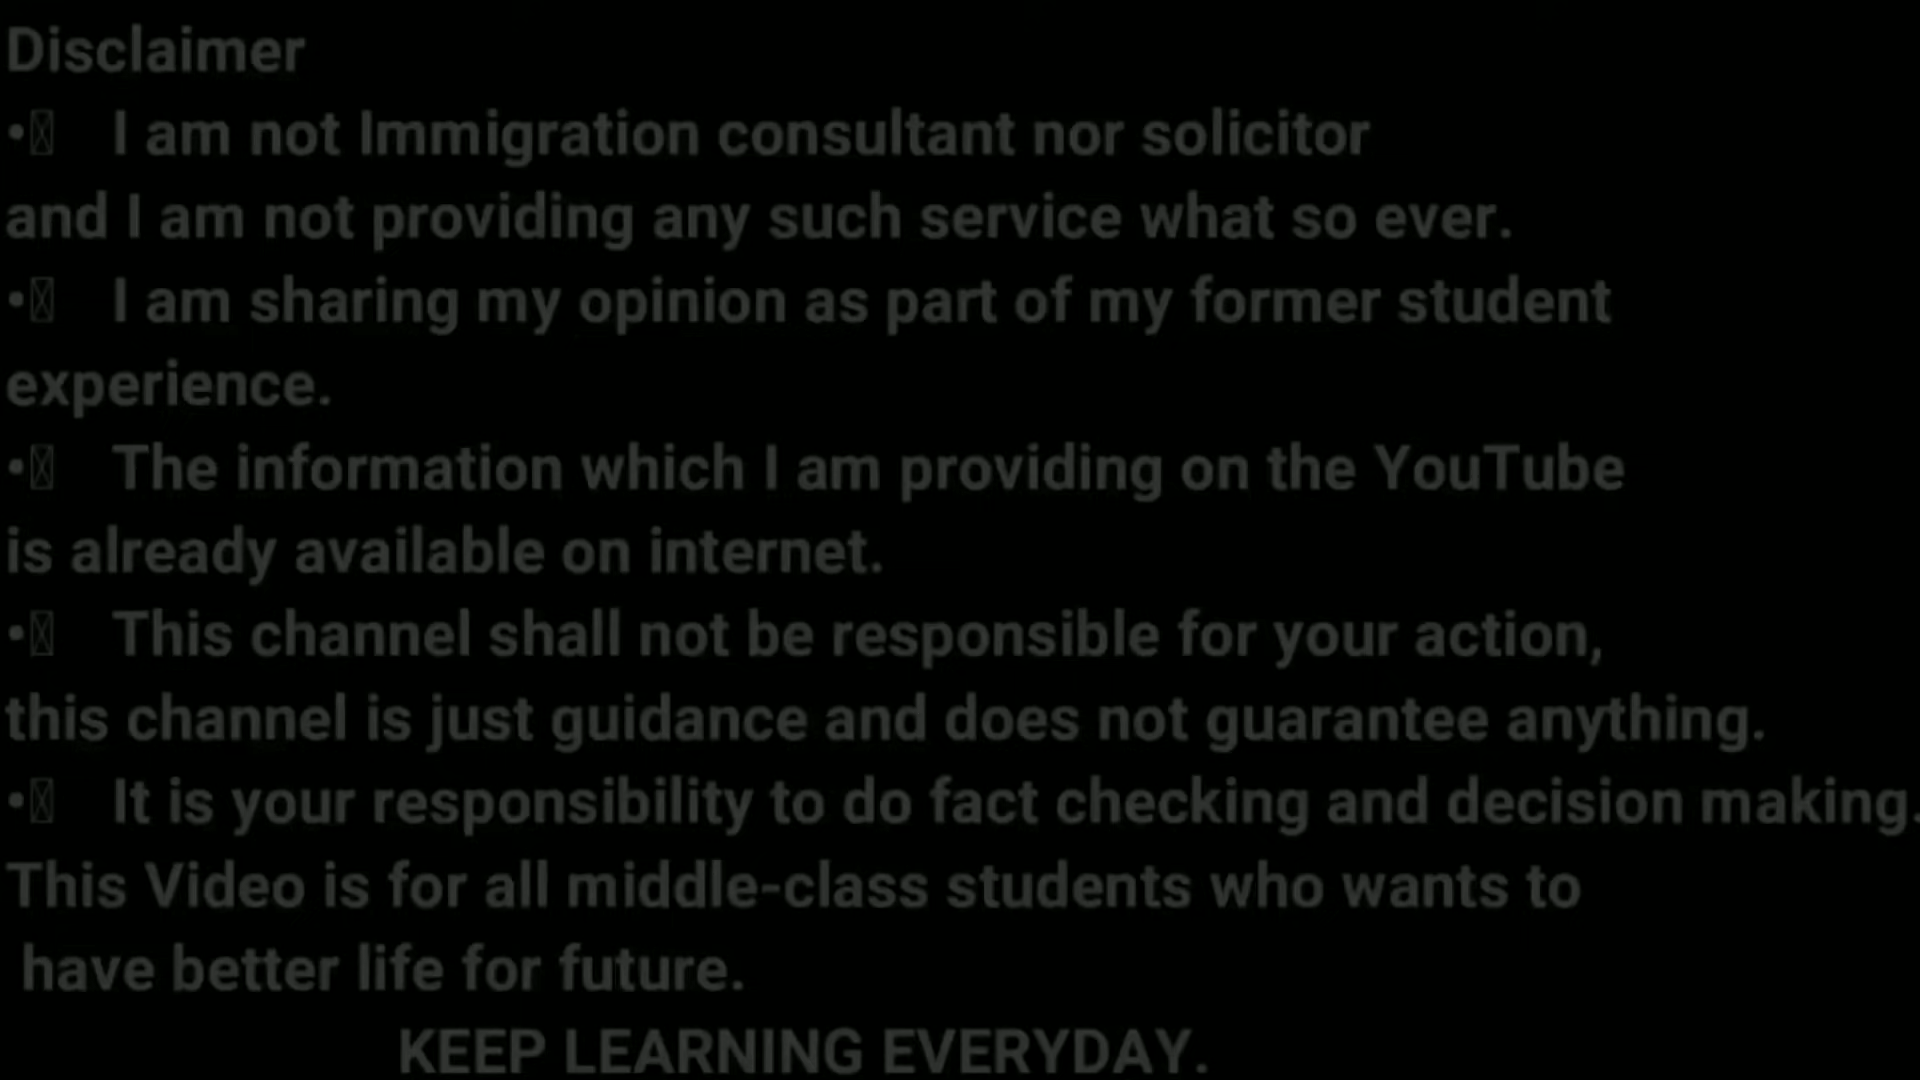 Disclaimer
• I am not Immigration consultant nor solicitor
and I am not providing any such service what so ever.
• I am sharing my opinion as part of my former student
experience.
• The information which I am providing on the YouTube
is already available on internet.
• This channel shall not be responsible for your action,
this channel is just guidance and does not guarantee anything.
• It is your responsibility to do fact checking and decision making.
This Video is for all middle-class students who wants to
have better life for future.
KEEP LEARNING EVERYDAY.